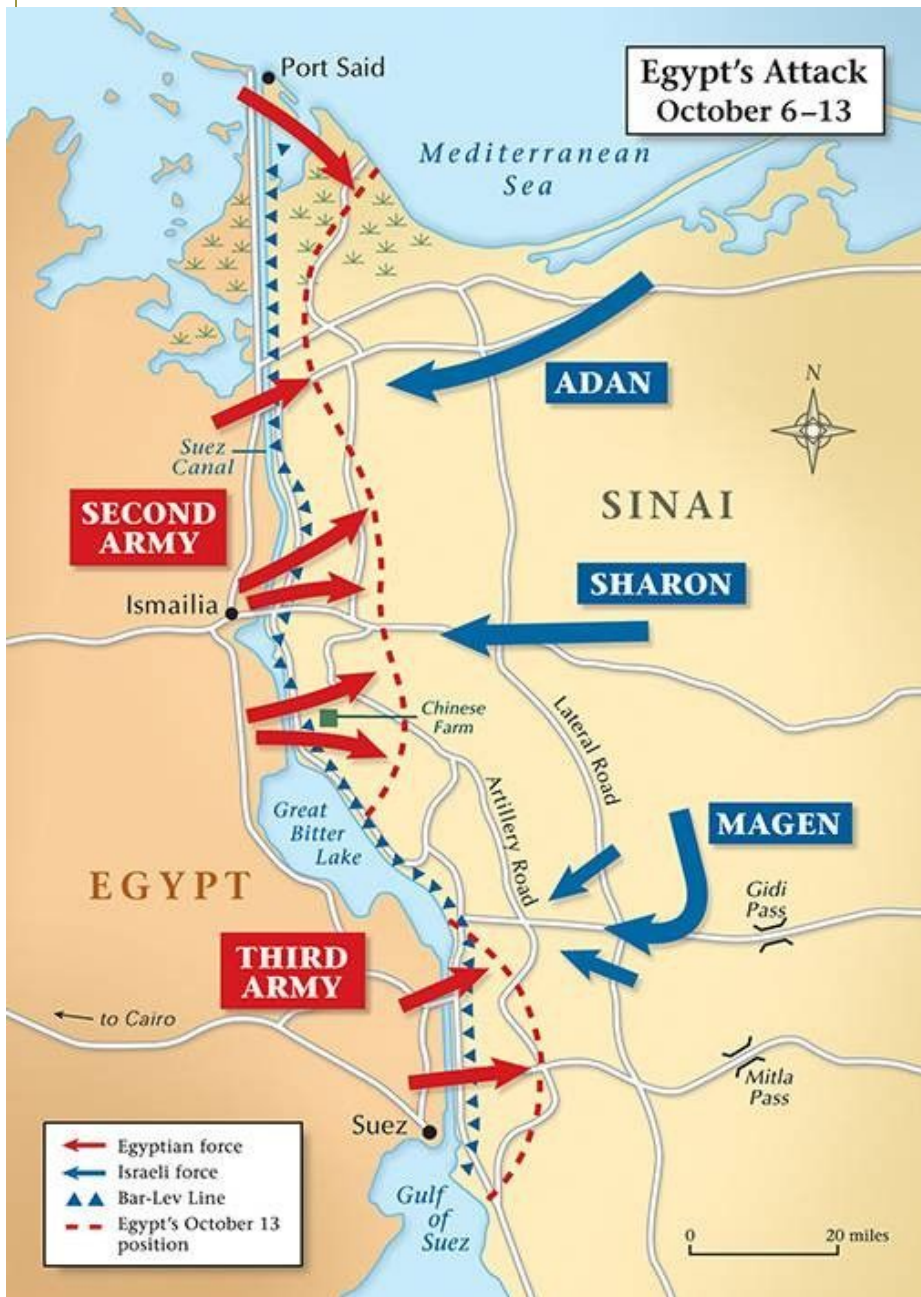 Port Said
Egypt's Attack
October 6–13
Mediterranean
Sea
ADAN
N
Suez
Canal
SECOND
ARMY
SINAI
SHARON
Ismailia
Chinese
Farm
Lateral Road
Artillery Road
Great
Bitter
Lake
MAGEN
EGYPT
Gidi
Pass
THIRD
ARMY
to Cairo
Mitla
Pass
Suez
Egyptian force
Israeli force
Bar-Lev Line
Egypt's October 13
position
Gulf
of
Suez
0 20 miles